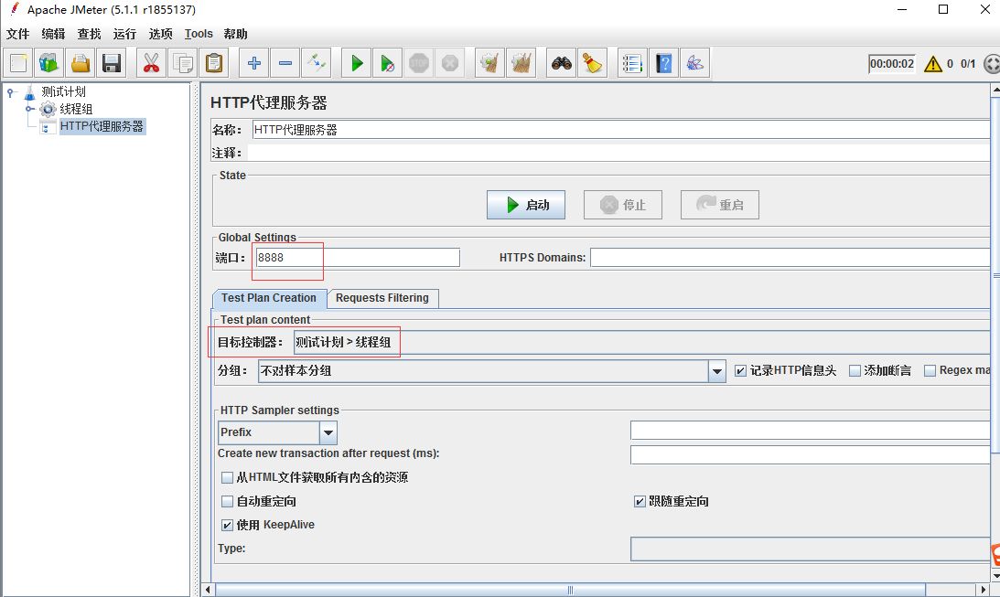 Apache JMeter (5.1.1 r1855137)
文件 编辑 查找 运行 选项 Tools 帮助
STOP
00:00:02 0 0/1
测试计划
线程组
HTTP代理服务器
HTTP代理服务器
名称： HTTP代理服务器
注释：
State
启动 停止 重启
Global Settings
端口： 8888 HTTPS Domains:
Test Plan Creation Requests Filtering
Test plan content
目标控制器： 测试计划 > 线程组
分组： 不对样本分组 记录HTTP信息头 添加断言 Regex ma
HTTP Sampler settings
Prefix
Create new transaction after request (ms):
从HTML文件获取所有内含的资源
自动重定向 跟随重定向
使用 KeepAlive
Type: